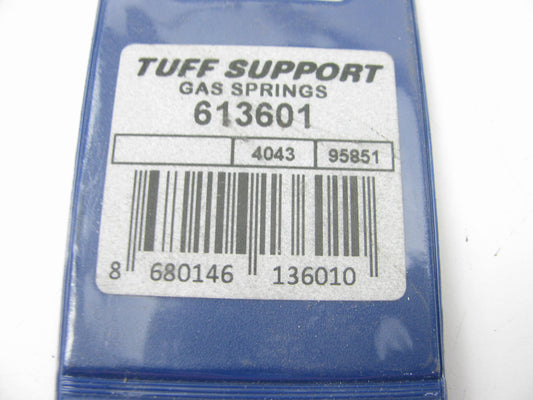 TUFF SUPPORT
GAS SPRINGS
613601
4043 95851
8 680146 136010